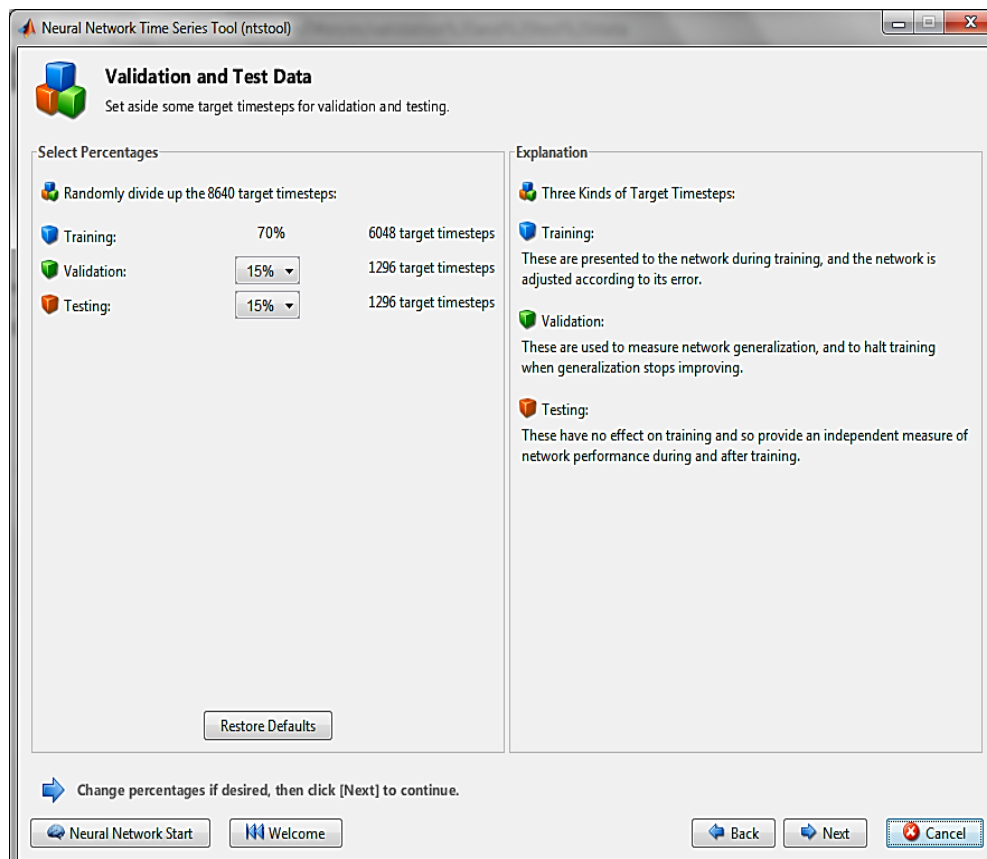 Neural Network Time Series Tool (ntstool)
Validation and Test Data
Set aside some target timesteps for validation and testing.
Select Percentages
Randomly divide up the 8640 target timesteps:
Training: 70% 6048 target timesteps
Validation: 15% 1296 target timesteps
Testing: 15% 1296 target timesteps
Restore Defaults
Explanation
Three Kinds of Target Timesteps:
Training:
These are presented to the network during training, and the network is
adjusted according to its error.
Validation:
These are used to measure network generalization, and to halt training
when generalization stops improving.
Testing:
These have no effect on training and so provide an independent measure of
network performance during and after training.
Change percentages if desired, then click [Next] to continue.
Neural Network Start Welcome Back Next Cancel